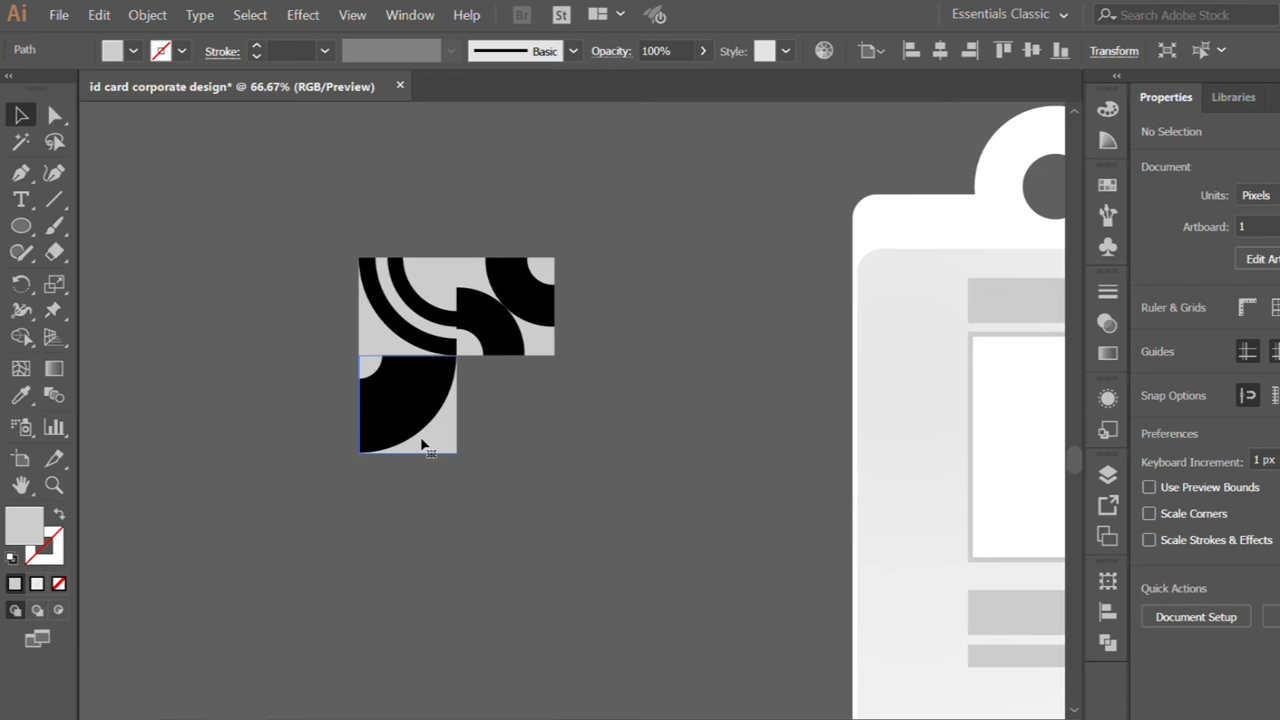 Ai File Edit Object Type Select Effect View Window Help Br St Essentials Classic Search Adobe Stock
Path Stroke: Basic Opacity: 100% Style: Transform
id card corporate design* @ 66.67% (RGB/Preview)
Properties Libraries
No Selection
Document
Units: Pixels
Artboard: 1
Edit Ar
Ruler & Grids
Guides
Snap Options
Preferences
Keyboard Increment: 1 px
Use Preview Bounds
Scale Corners
Scale Strokes & Effects
Quick Actions
Document Setup